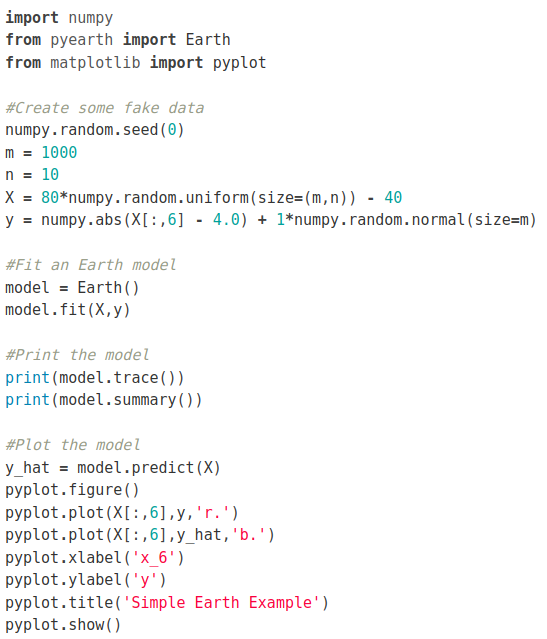 import numpy
from pyearth import Earth
from matplotlib import pyplot
#Create some fake data
numpy.random.seed(0)
m = 1000
n = 10
X = 80*numpy.random.uniform(size=(m,n)) - 40
y = numpy.abs(X[:,6] - 4.0) + 1*numpy.random.normal(size=m)
#Fit an Earth model
model = Earth()
model.fit(X,y)
#Print the model
print(model.trace())
print(model.summary())
#Plot the model
y_hat = model.predict(X)
pyplot.figure()
pyplot.plot(X[:,6],y,'r.')
pyplot.plot(X[:,6],y_hat,'b.')
pyplot.xlabel('x_6')
pyplot.ylabel('y')
pyplot.title('Simple Earth Example')
pyplot.show()